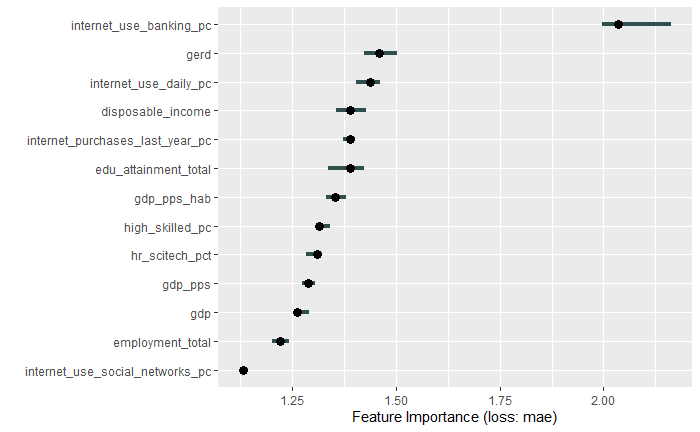 internet_use_banking_pc
gerd
internet_use_daily_pc
disposable_income
internet_purchases_last_year_pc
edu_attainment_total
gdp_pps_hab
high_skilled_pc
hr_scitech_pct
gdp_pps
gdp
employment_total
internet_use_social_networks_pc
1.25 1.50 1.75 2.00
Feature Importance (loss: mae)